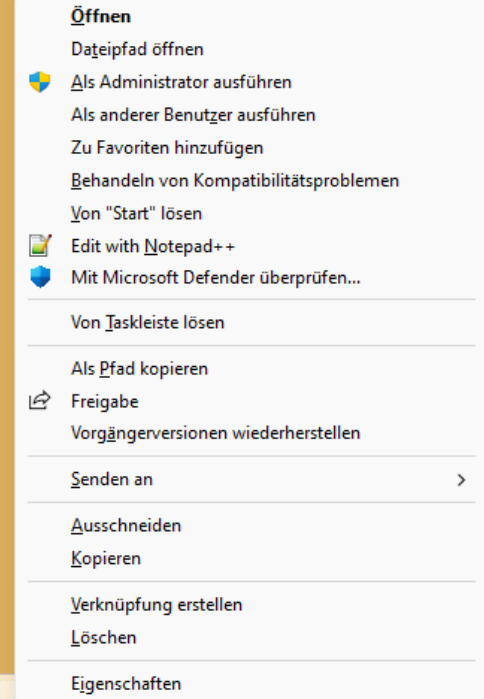 Öffnen
Dateipfad öffnen
Als Administrator ausführen
Als anderer Benutzer ausführen
Zu Favoriten hinzufügen
Behandeln von Kompatibilitätsproblemen
Von "Start" lösen
Edit with Notepad++
Mit Microsoft Defender überprüfen...
Von Taskleiste lösen
Als Pfad kopieren
Freigabe
Vorgängerversionen wiederherstellen
Senden an
Ausschneiden
Kopieren
Verknüpfung erstellen
Löschen
Eigenschaften